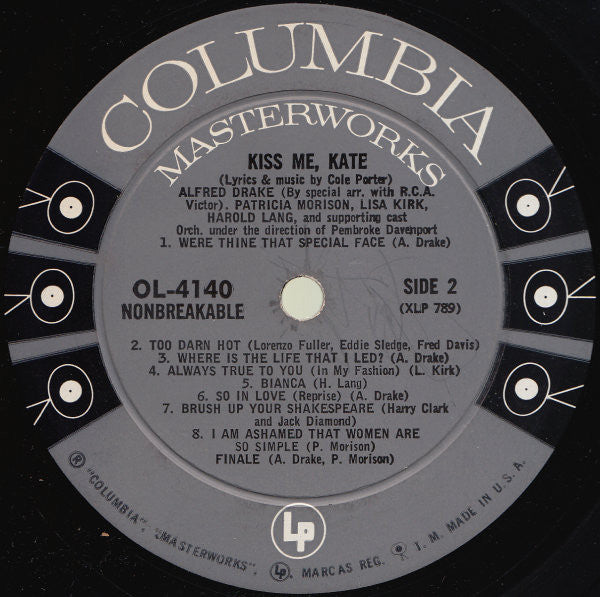 COLUMBIA
MASTERWORKS
KISS ME, KATE
(Lyrics & music by Cole Porter)
ALFRED DRAKE (By special arr. with R.C.A.
Victor). PATRICIA MORISON, LISA KIRK,
HAROLD LANG, and supporting cast
Orch. under the direction of Pembroke Davenport
1. WERE THINE THAT SPECIAL FACE (A. Drake)
OL-4140
NONBREAKABLE
SIDE 2
(XLP 789)
2. TOO DARN HOT (Lorenzo Fuller, Eddie Sledge, Fred Davis)
3. WHERE IS THE LIFE THAT I LED? (A. Drake)
4. ALWAYS TRUE TO YOU (In My Fashion) (L. Kirk)
5. BIANCA (H. Lang)
6. SO IN LOVE (Reprise) (A. Drake)
7. BRUSH UP YOUR SHAKESPEARE (Harry Clark
and Jack Diamond)
8. I AM ASHAMED THAT WOMEN ARE
SO SIMPLE (P. Morison)
FINALE (A. Drake, P. Morison)
LP
® "COLUMBIA", "MASTERWORKS", LP. MARCAS REG. T. M. MADE IN U.S.A.